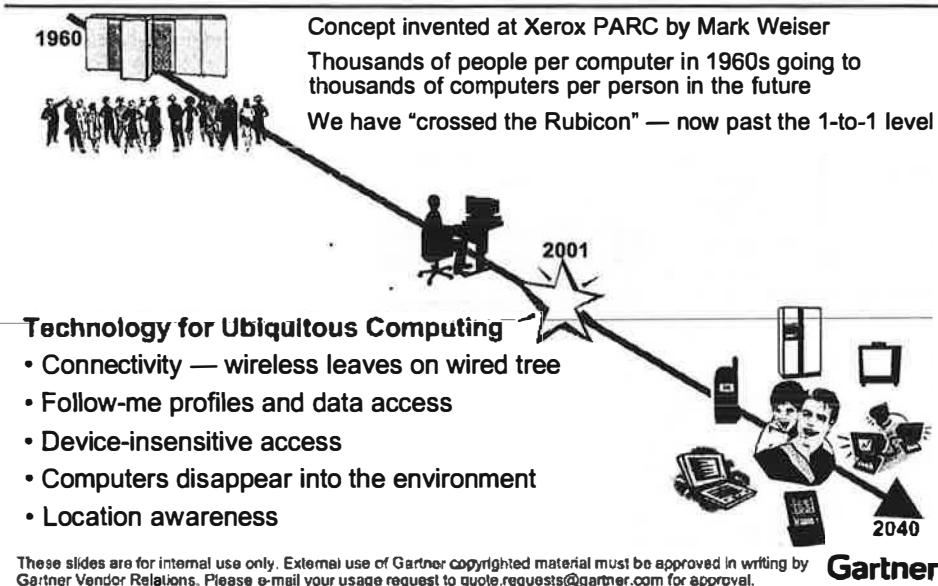 1960
Concept invented at Xerox PARC by Mark Weiser
Thousands of people per computer in 1960s going to
thousands of computers per person in the future
We have "crossed the Rubicon" — now past the 1-to-1 level
2001
Technology for Ubiquitous Computing
• Connectivity — wireless leaves on wired tree
• Follow-me profiles and data access
• Device-insensitive access
• Computers disappear into the environment
• Location awareness
2040
These slides are for internal use only. External use of Gartner copyrighted material must be approved in writing by
Gartner Vendor Relations. Please e-mail your usage request to quote.requests@gartner.com for approval.
Gartner